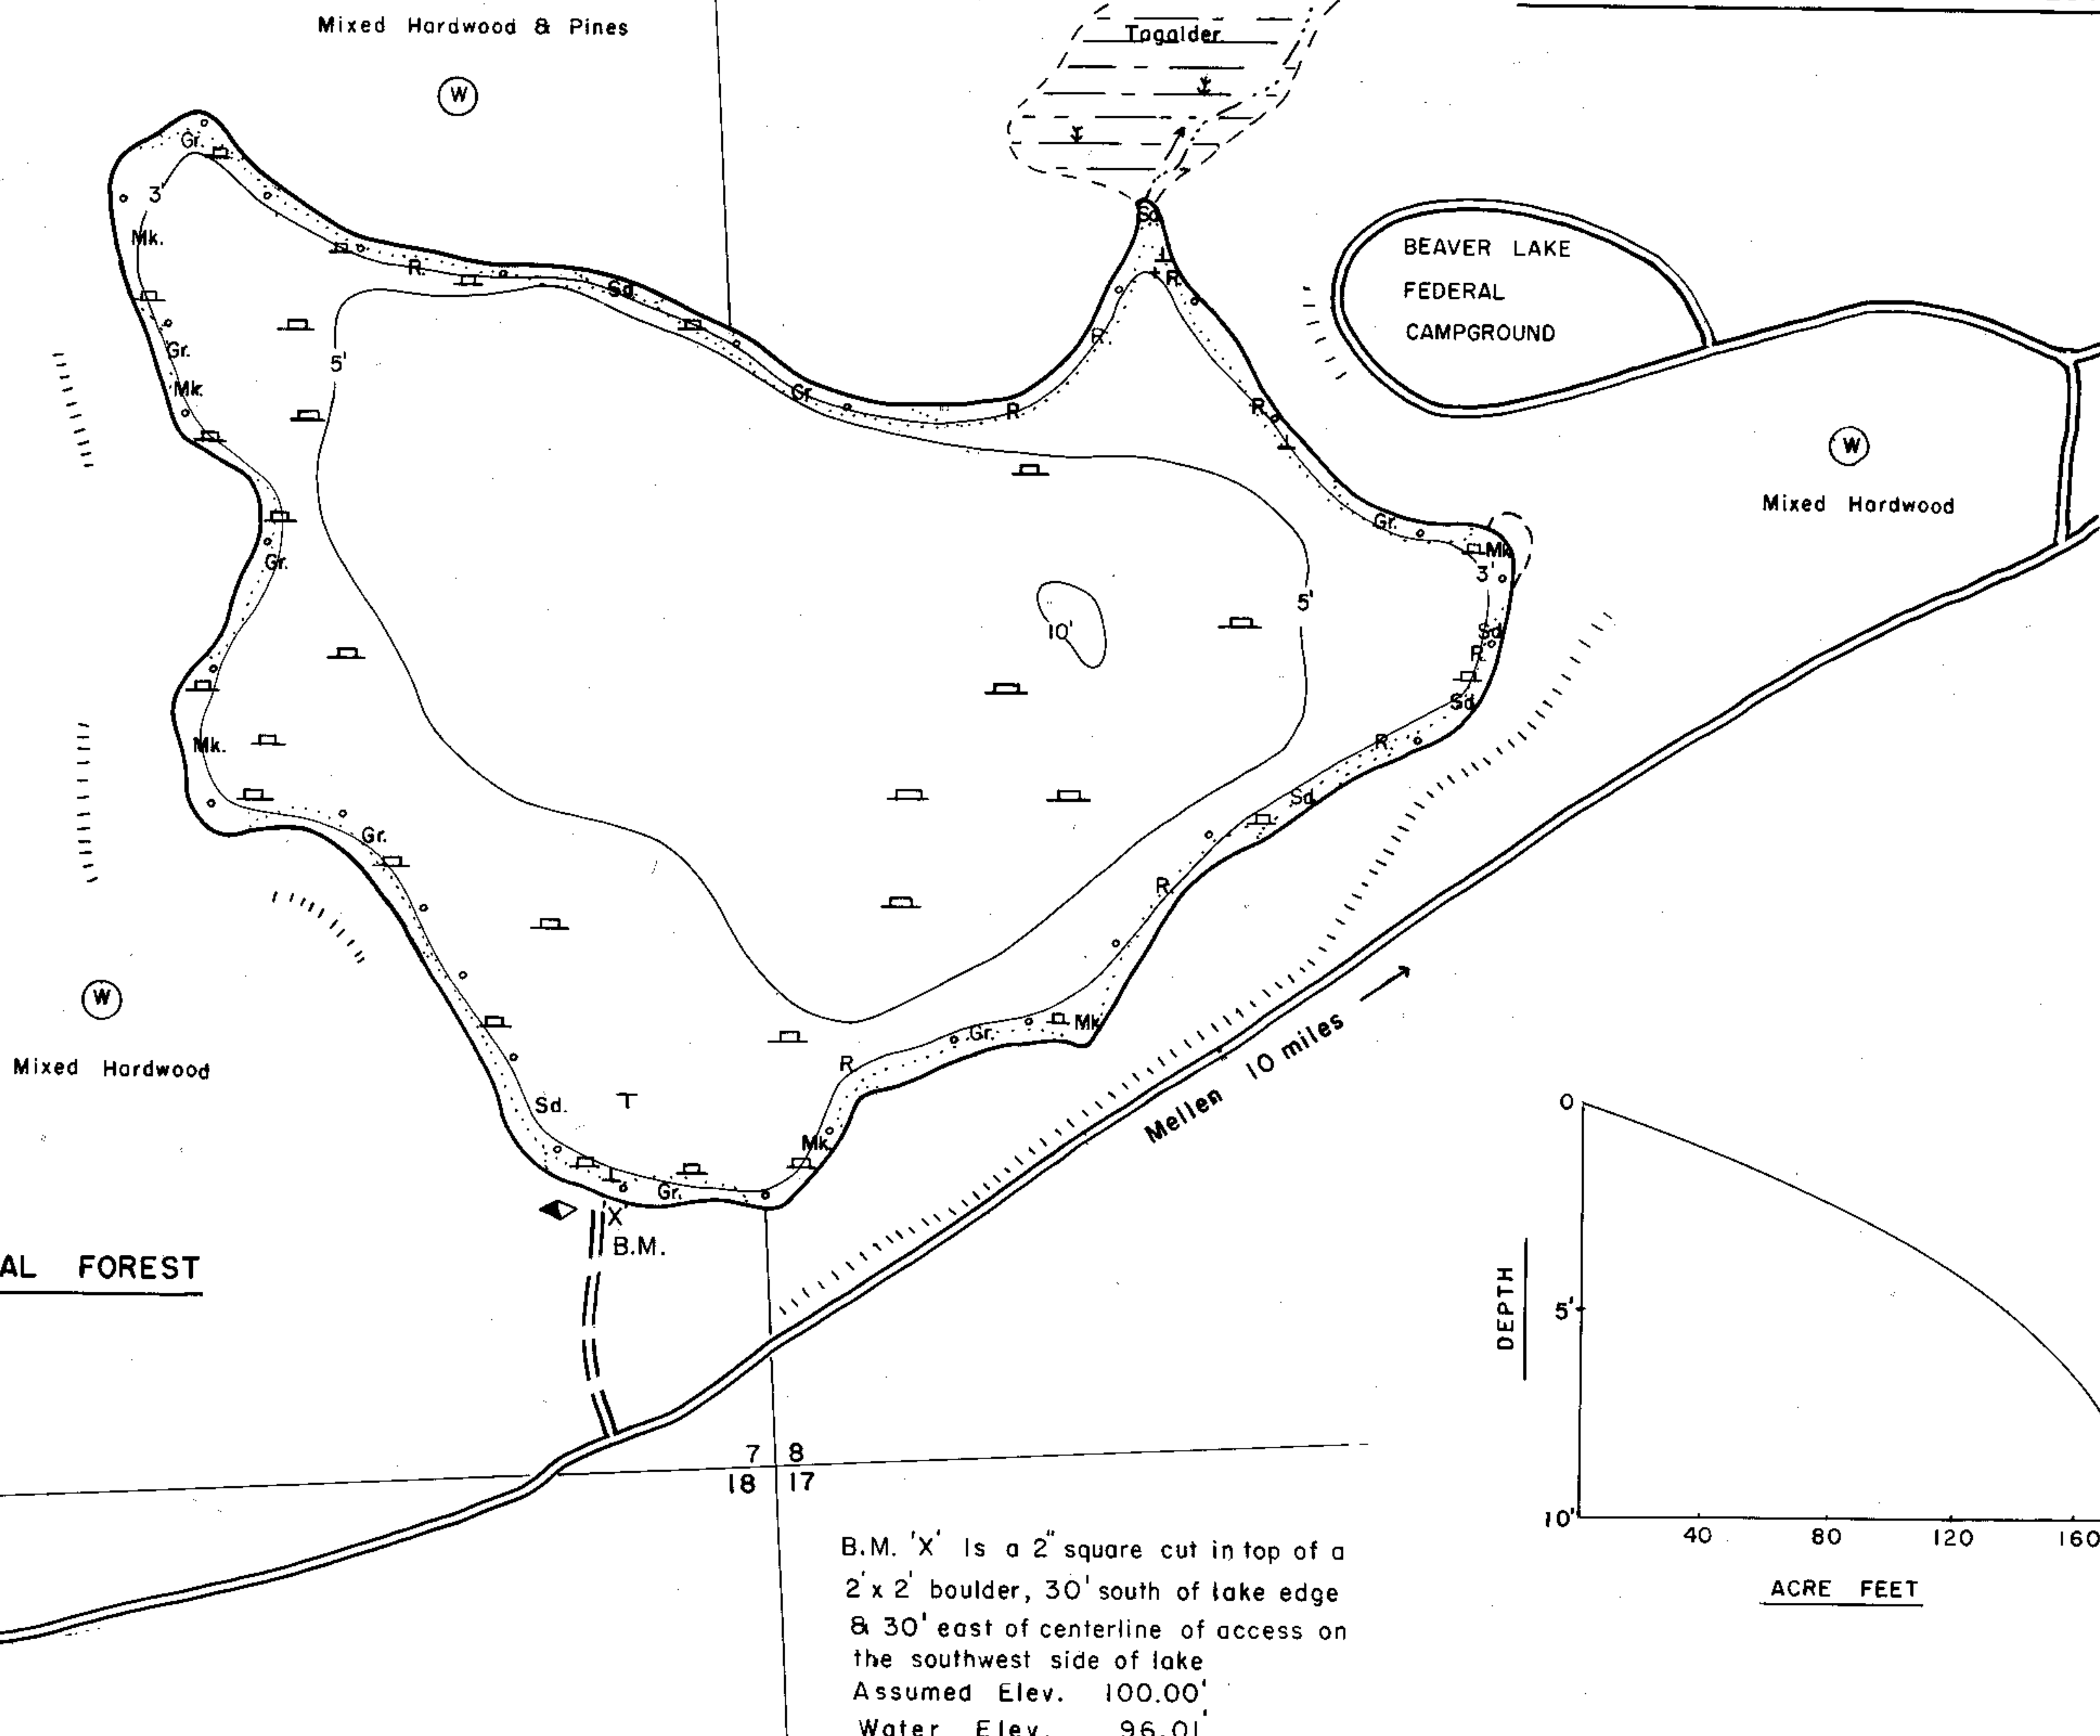 Mixed Hardwood & Pines
W
Tagalder
Gr.
3'
Mk.
R.
Sd.
Sd.
R.
BEAVER LAKE
FEDERAL
CAMPGROUND
Gr.
Mk.
5'
R.
Gr.
R
R
W
Mixed Hardwood
Gr.
Mk
3'
Gr.
5'
10'
Sd.
R.
Sd.
Mk.
R.
Sd.
Gr.
R.
W
Mixed Hardwood
Mk
Gr.
R
Mellen 10 miles
Sd.
Mk.
Gr.
'X'
B.M.
AL FOREST
7 8
18 17
DEPTH
0
5'
10'
40 80 120 160
ACRE FEET
B.M. 'X' Is a 2" square cut in top of a
2' x 2' boulder, 30' south of lake edge
& 30' east of centerline of access on
the southwest side of lake
Assumed Elev. 100.00'
Water Elev. 96.01'